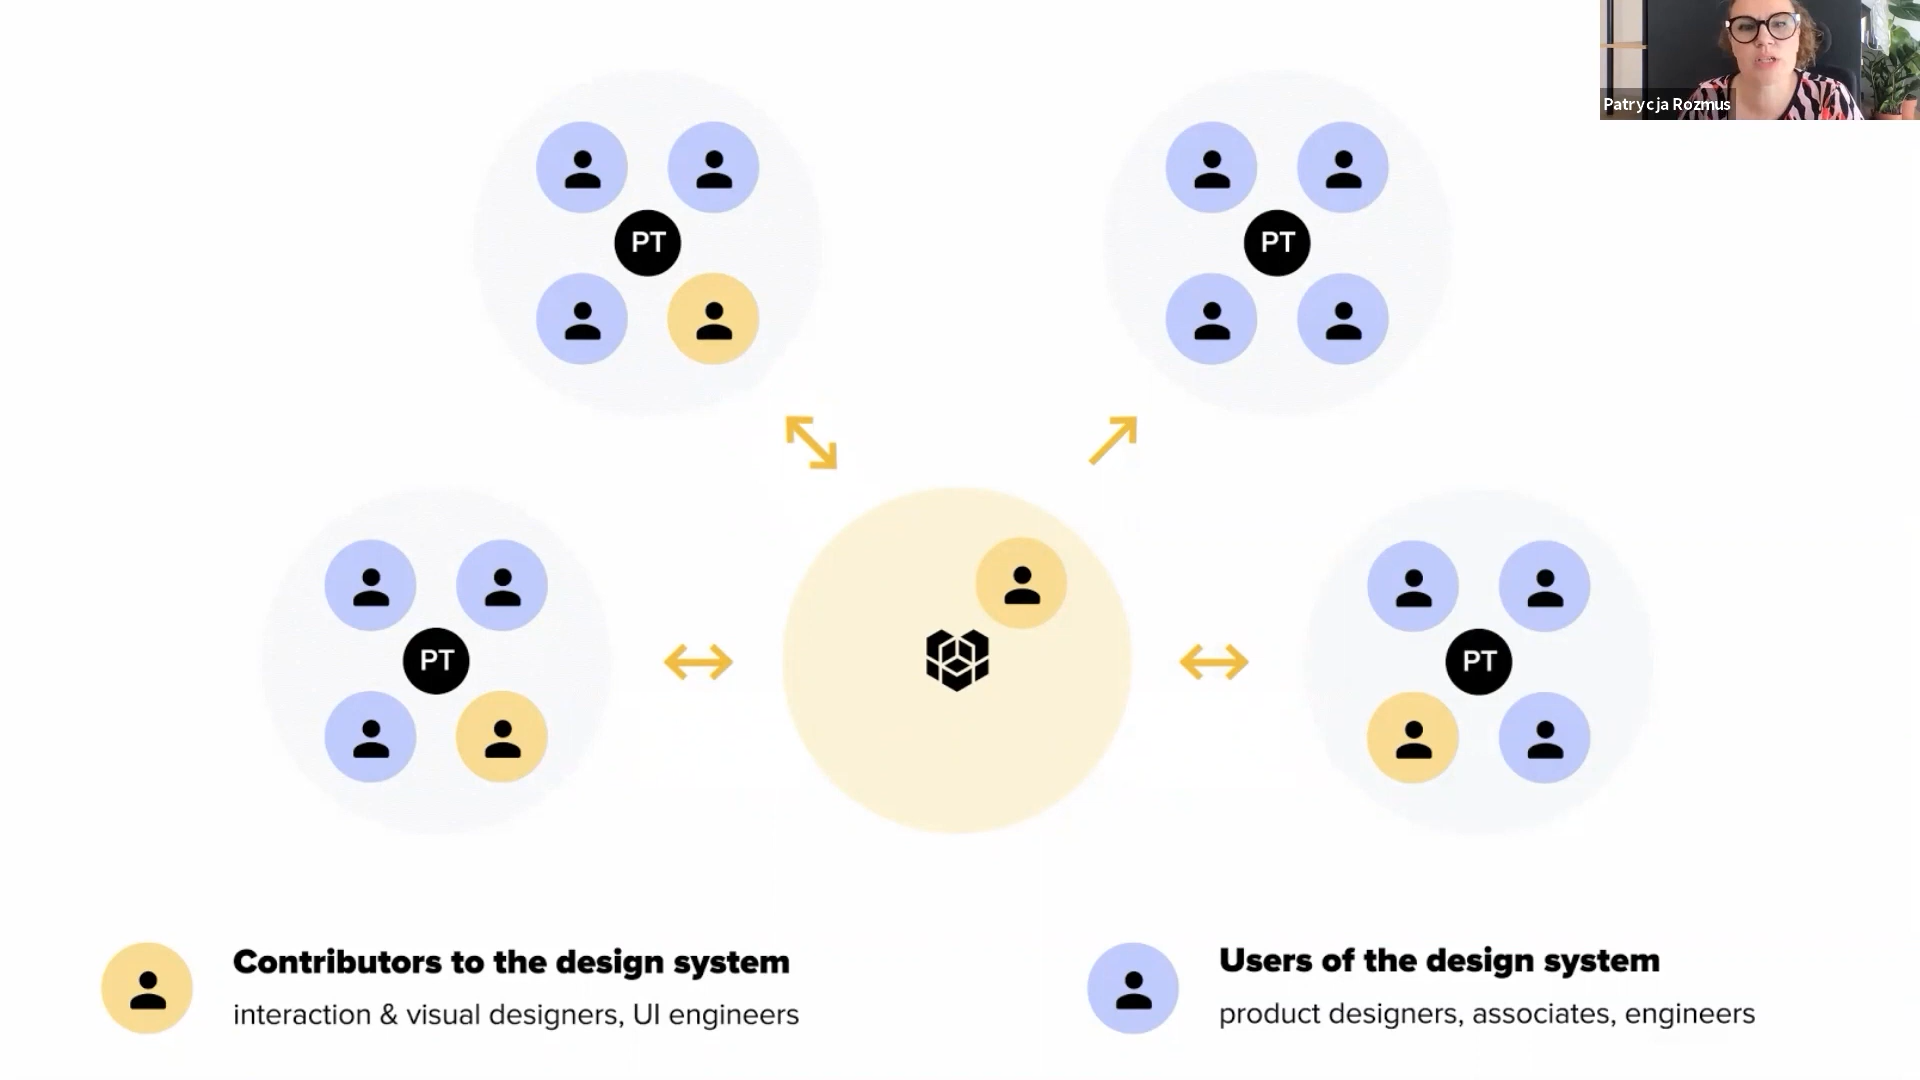 Patrycja Rozmus
PT
PT
PT
PT
Contributors to the design system
interaction & visual designers, UI engineers
Users of the design system
product designers, associates, engineers